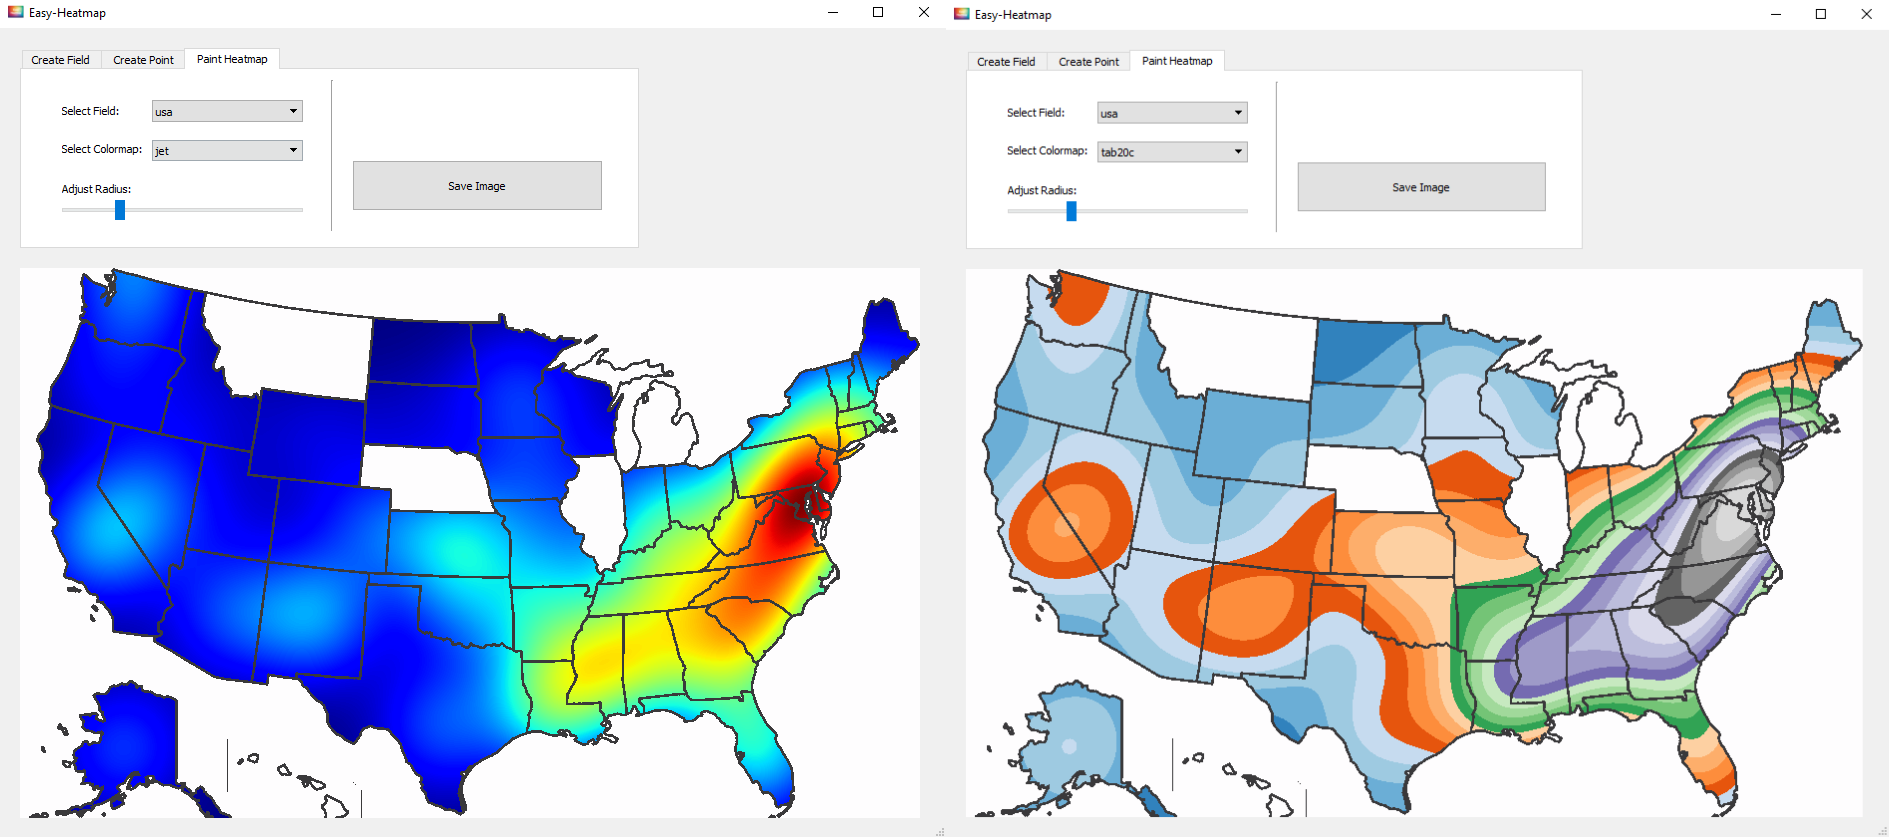 Easy-Heatmap
Create Field
Create Point
Paint Heatmap
Select Field:
usa
Select Colormap:
jet
Adjust Radius:
Save Image
Easy-Heatmap
Create Field
Create Point
Paint Heatmap
Select Field:
usa
Select Colormap:
tab20c
Adjust Radius:
Save Image